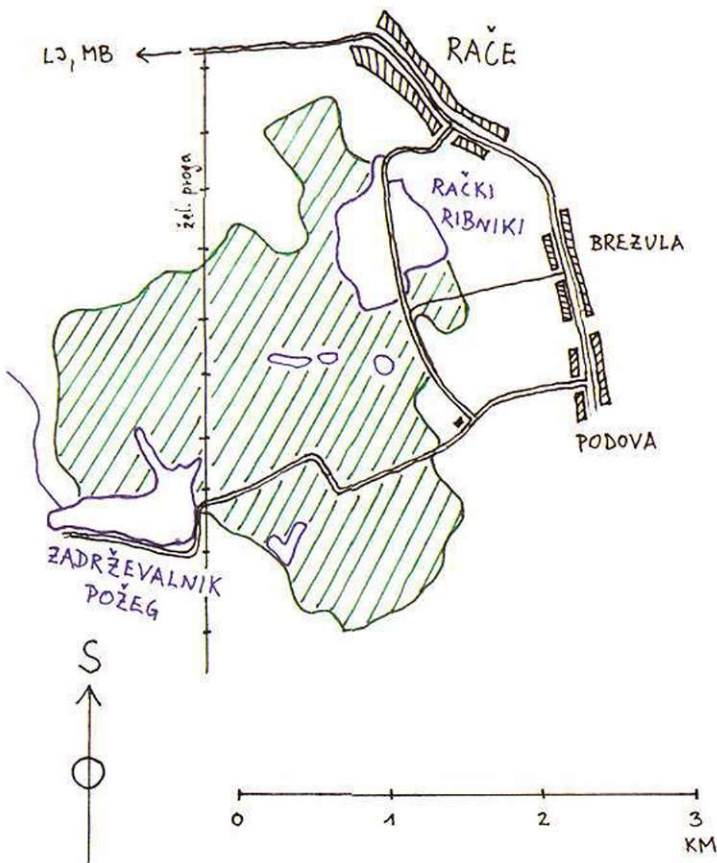 LJ, MB
RAČE
žel. proga
RAČKI
RIBNIKI
BREZULA
PODOVA
ZADRŽEVALNIK
POŽEG
S
0 1 2 3
KM